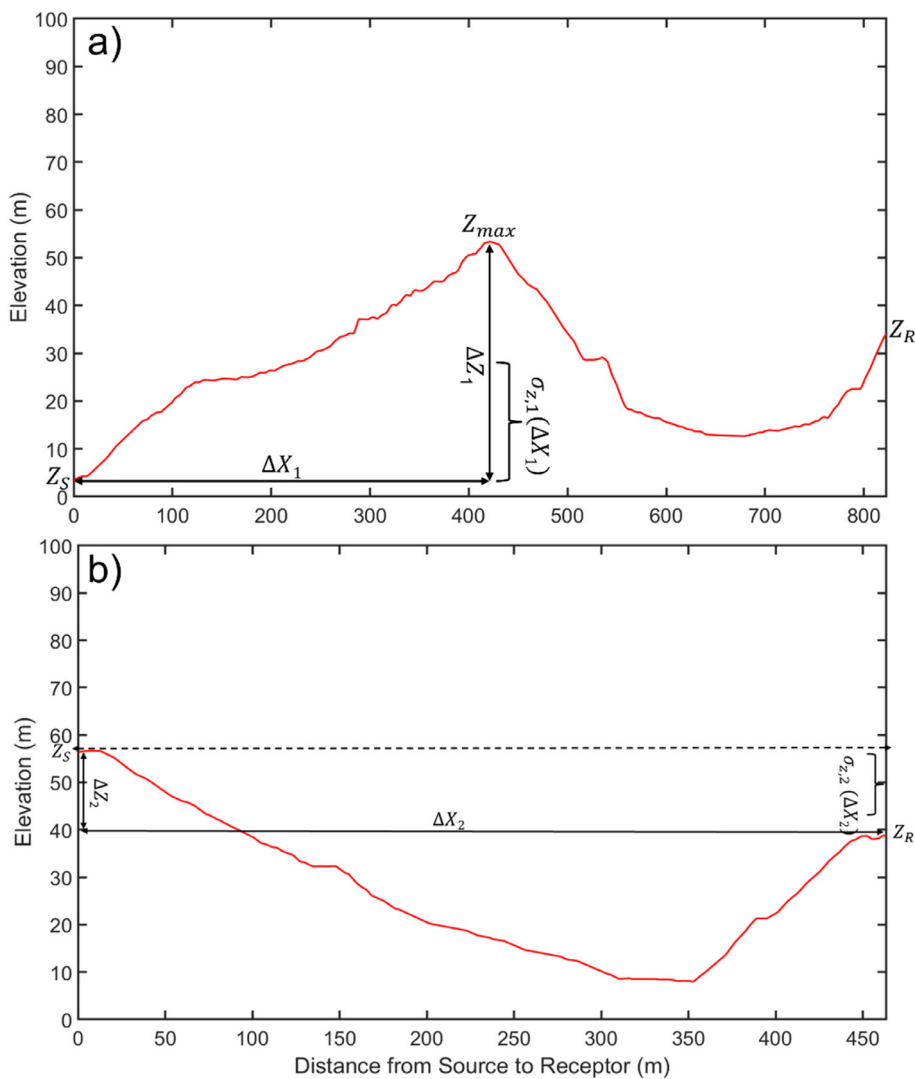 a)
100
90
80
70
60
50
40
30
20
10
0
Elevation (m)
Z_max
Z_R
ΔZ_1
σ_{z,1}(ΔX_1)
Z_S
ΔX_1
0 100 200 300 400 500 600 700 800
b)
100
90
80
70
60
50
40
30
20
10
0
Elevation (m)
Z_S
ΔZ_2
σ_{z,2}(ΔX_2)
ΔX_2
Z_R
0 50 100 150 200 250 300 350 400 450
Distance from Source to Receptor (m)